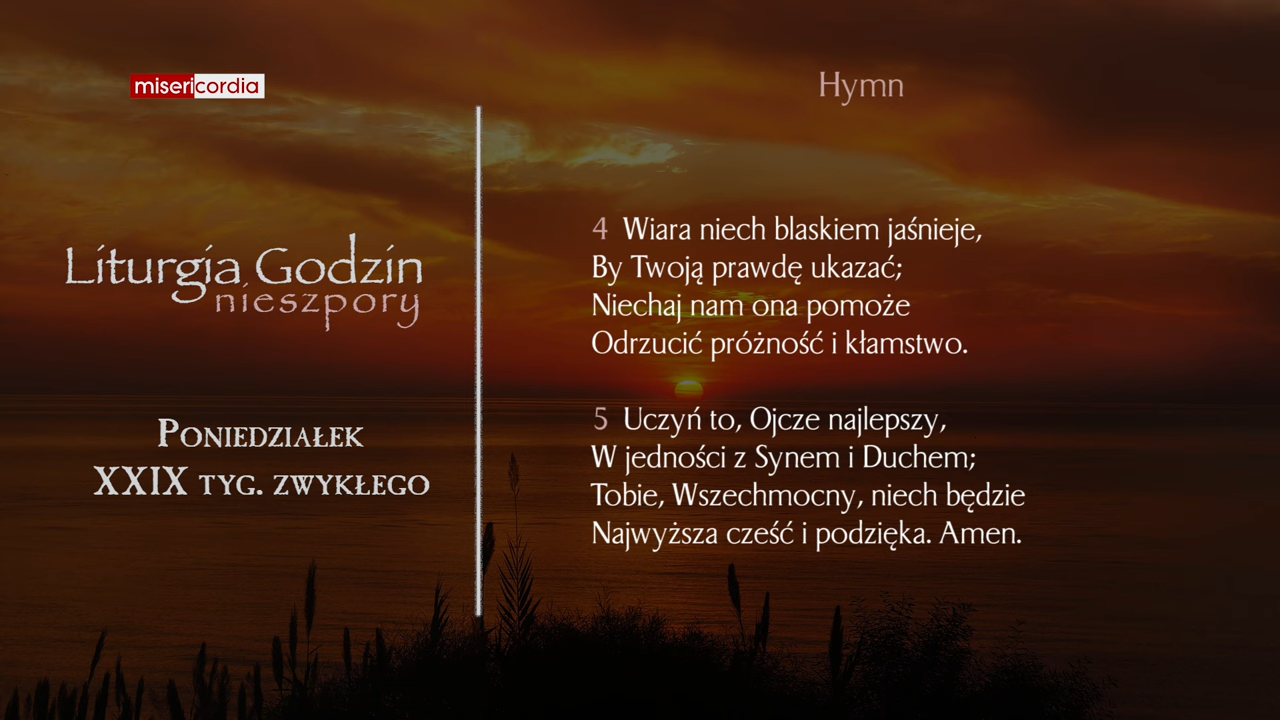 misericordia
Liturgia Godzin
nieszpory
Poniedziałek
XXIX tyg. zwykłego
Hymn
4 Wiara niech blaskiem jaśnieje,
By Twoją prawdę ukazać;
Niechaj nam ona pomoże
Odrzucić próżność i kłamstwo.
5 Uczyń to, Ojcze najlepszy,
W jedności z Synem i Duchem;
Tobie, Wszechmocny, niech będzie
Najwyższa cześć i podzięka. Amen.